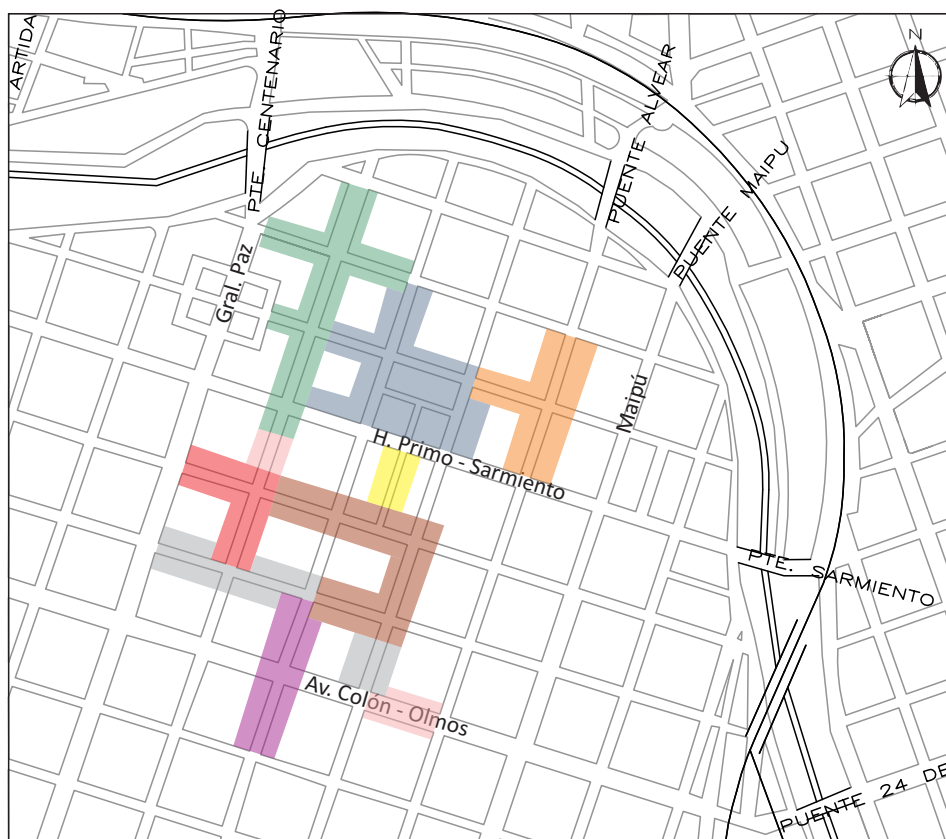 ARTIDA
PTE. CENTENARIO
PUENTE ALVEAR
N
PUENTE MAIPU
Gral. Paz
Maipú
H. Primo - Sarmiento
PTE. SARMIENTO
Av. Colón - Olmos
PUENTE 24 DE